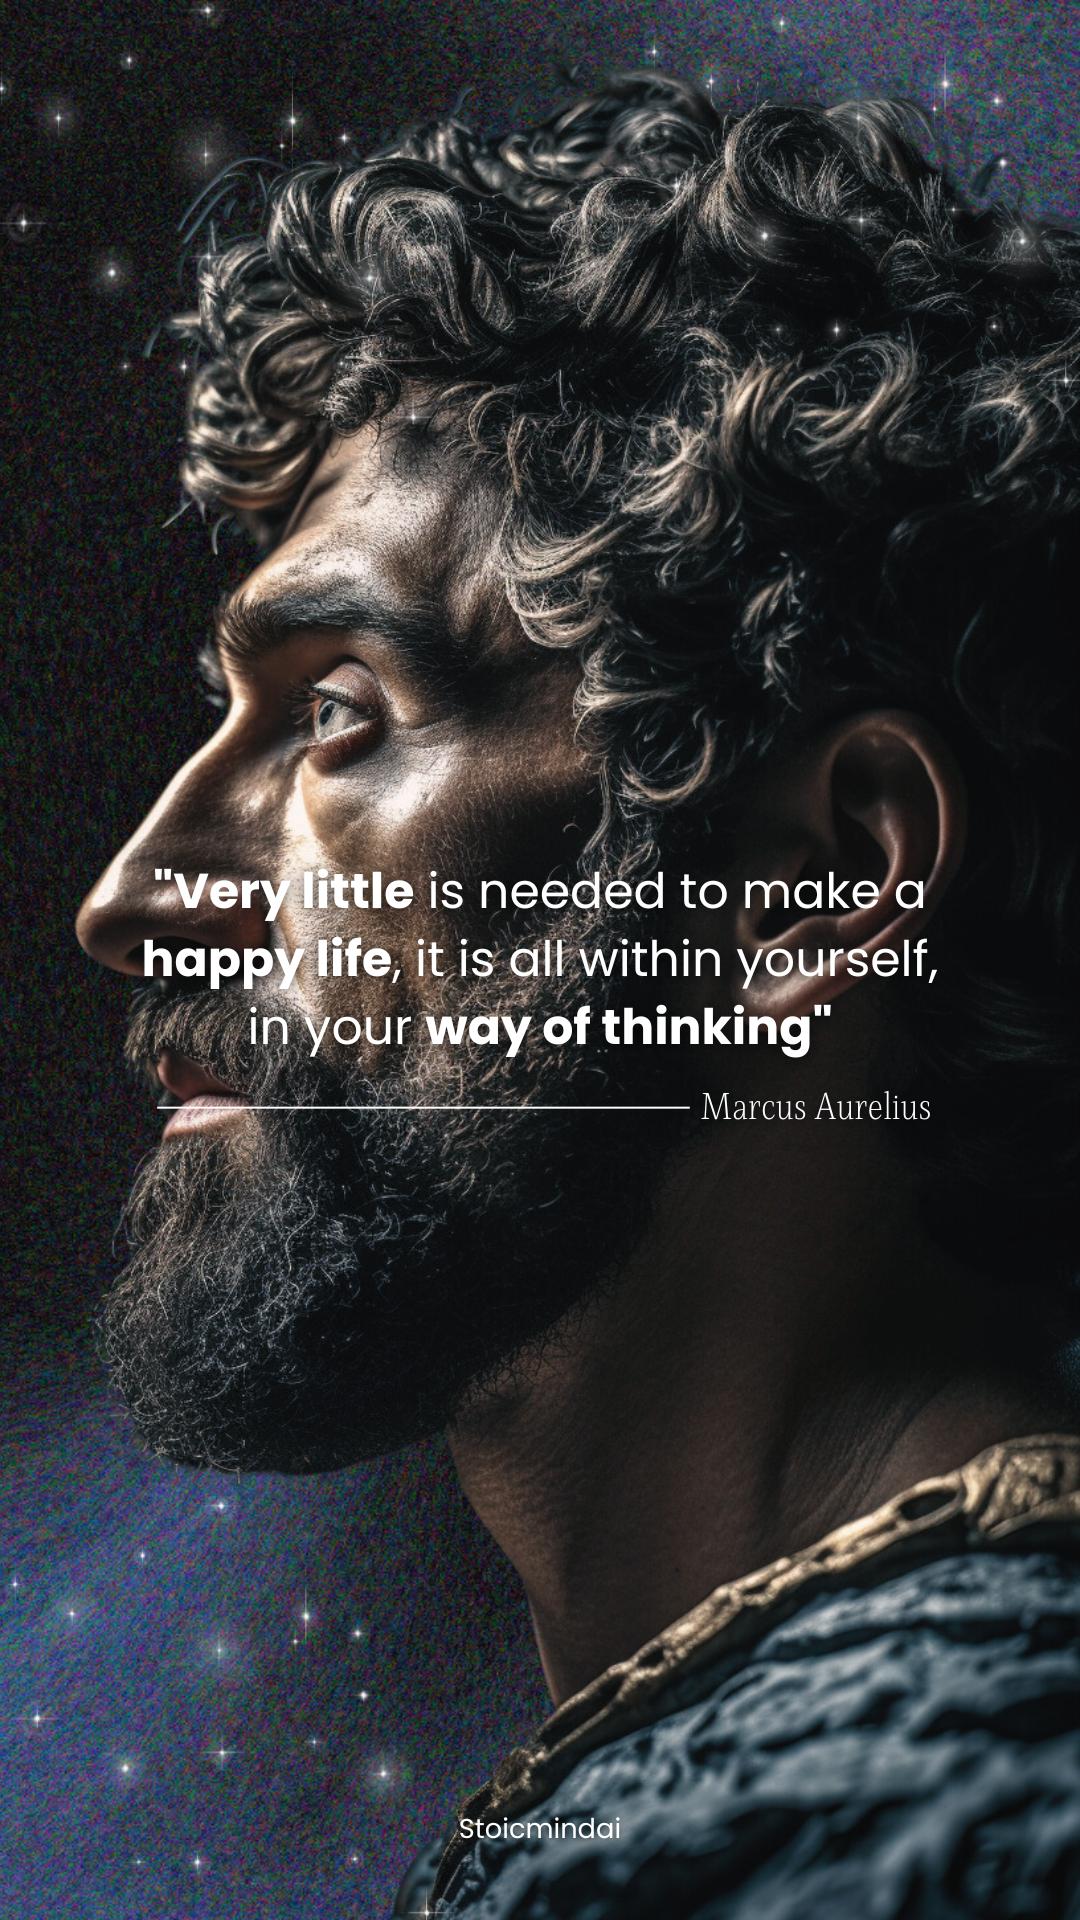 "Very little is needed to make a
happy life, it is all within yourself,
in your way of thinking"
Marcus Aurelius
Stoicmindai